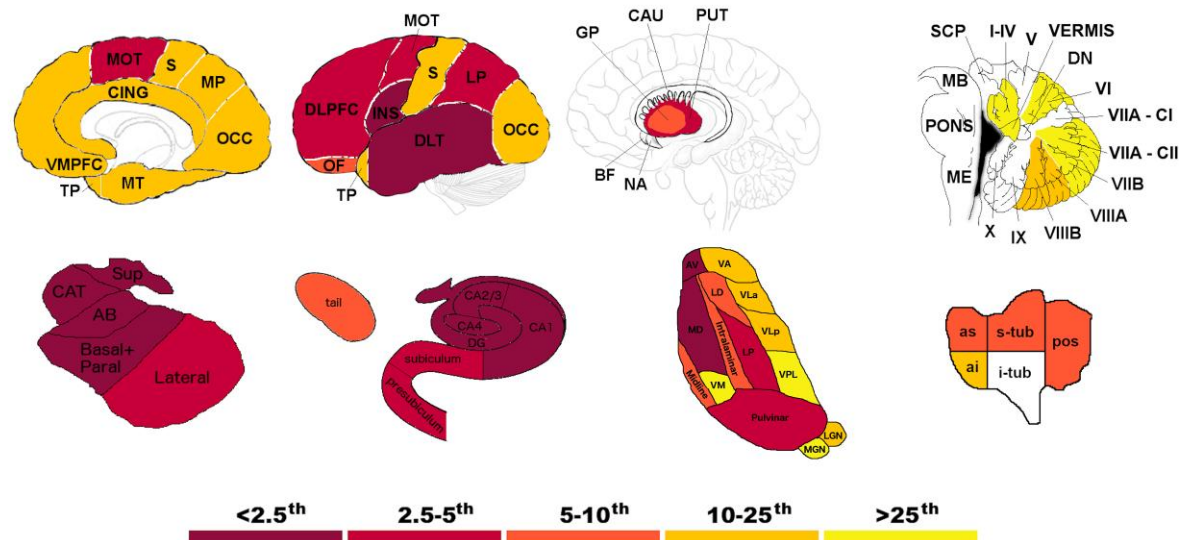 MOT
S
MP
CING
OCC
VMPFC
TP
MT
MOT
S
LP
DLPFC
INS
DLT
OCC
OF
TP
GP
CAU
PUT
BF
NA
SCP
I-IV
V
VERMIS
DN
MB
VI
PONS
VIIA - CI
VIIA - CII
ME
VIIB
VIIIA
X
IX
VIIIB
Sup
CAT
AB
Basal+
Paral
Lateral
tail
CA2/3
CA1
CA4
DG
subiculum
presubiculum
AV
VA
LD
VLa
MD
Intralaminar
VLp
LP
Midline
VM
VPL
Pulvinar
LGN
MGN
as
s-tub
pos
ai
i-tub
<2.5th
2.5-5th
5-10th
10-25th
>25th